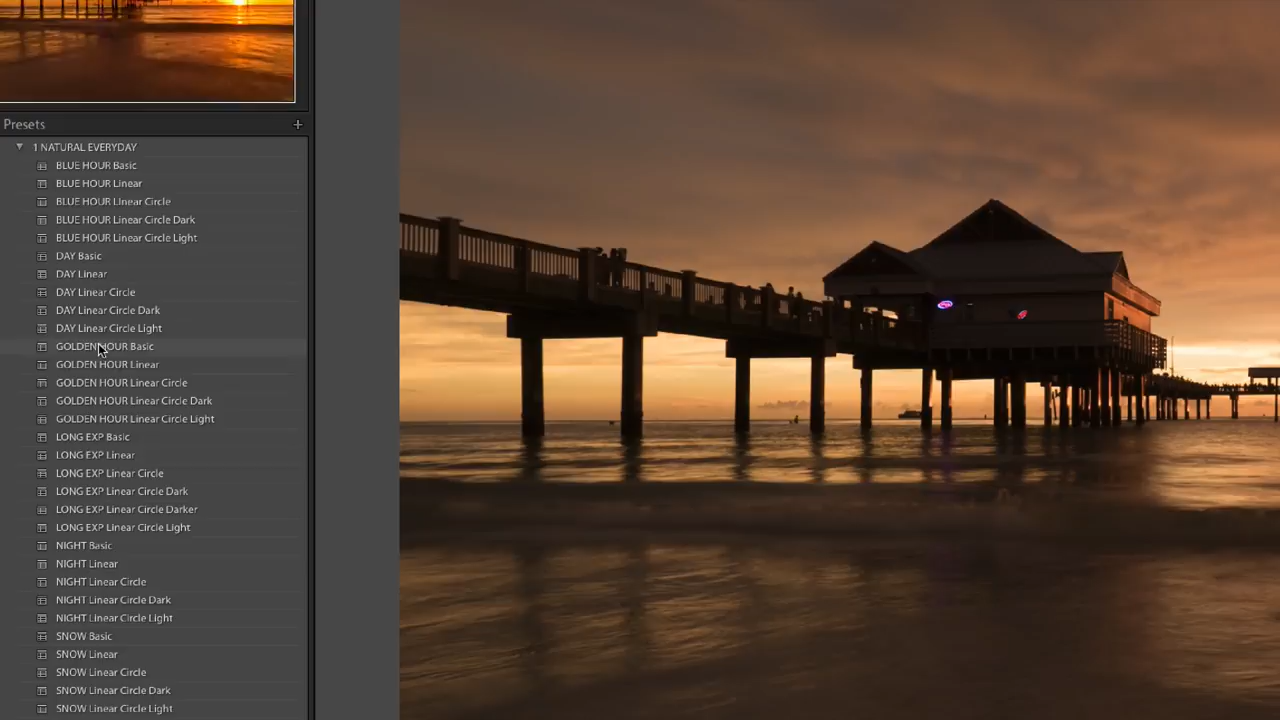 Presets +
1 NATURAL EVERYDAY
BLUE HOUR Basic
BLUE HOUR Linear
BLUE HOUR LInear Circle
BLUE HOUR Linear Circle Dark
BLUE HOUR Linear Circle Light
DAY Basic
DAY Linear
DAY Linear Circle
DAY Linear Circle Dark
DAY Linear Circle Light
GOLDEN HOUR Basic
GOLDEN HOUR Linear
GOLDEN HOUR Linear Circle
GOLDEN HOUR Linear Circle Dark
GOLDEN HOUR Linear Circle Light
LONG EXP Basic
LONG EXP Linear
LONG EXP Linear Circle
LONG EXP Linear Circle Dark
LONG EXP Linear Circle Darker
LONG EXP Linear Circle Light
NIGHT Basic
NIGHT Linear
NIGHT Linear Circle
NIGHT Linear Circle Dark
NIGHT Linear Circle Light
SNOW Basic
SNOW Linear
SNOW Linear Circle
SNOW Linear Circle Dark
SNOW Linear Circle Light